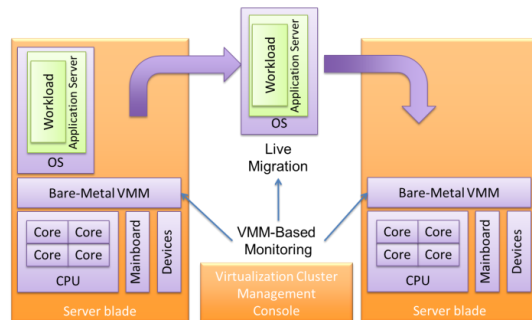 Workload
Application Server
OS
Bare-Metal VMM
Core Core
Core Core
CPU
Mainboard
Devices
Server blade
Workload
Application Server
OS
Live
Migration
VMM-Based
Monitoring
Virtualization Cluster
Management
Console
Bare-Metal VMM
Core Core
Core Core
CPU
Mainboard
Devices
Server blade